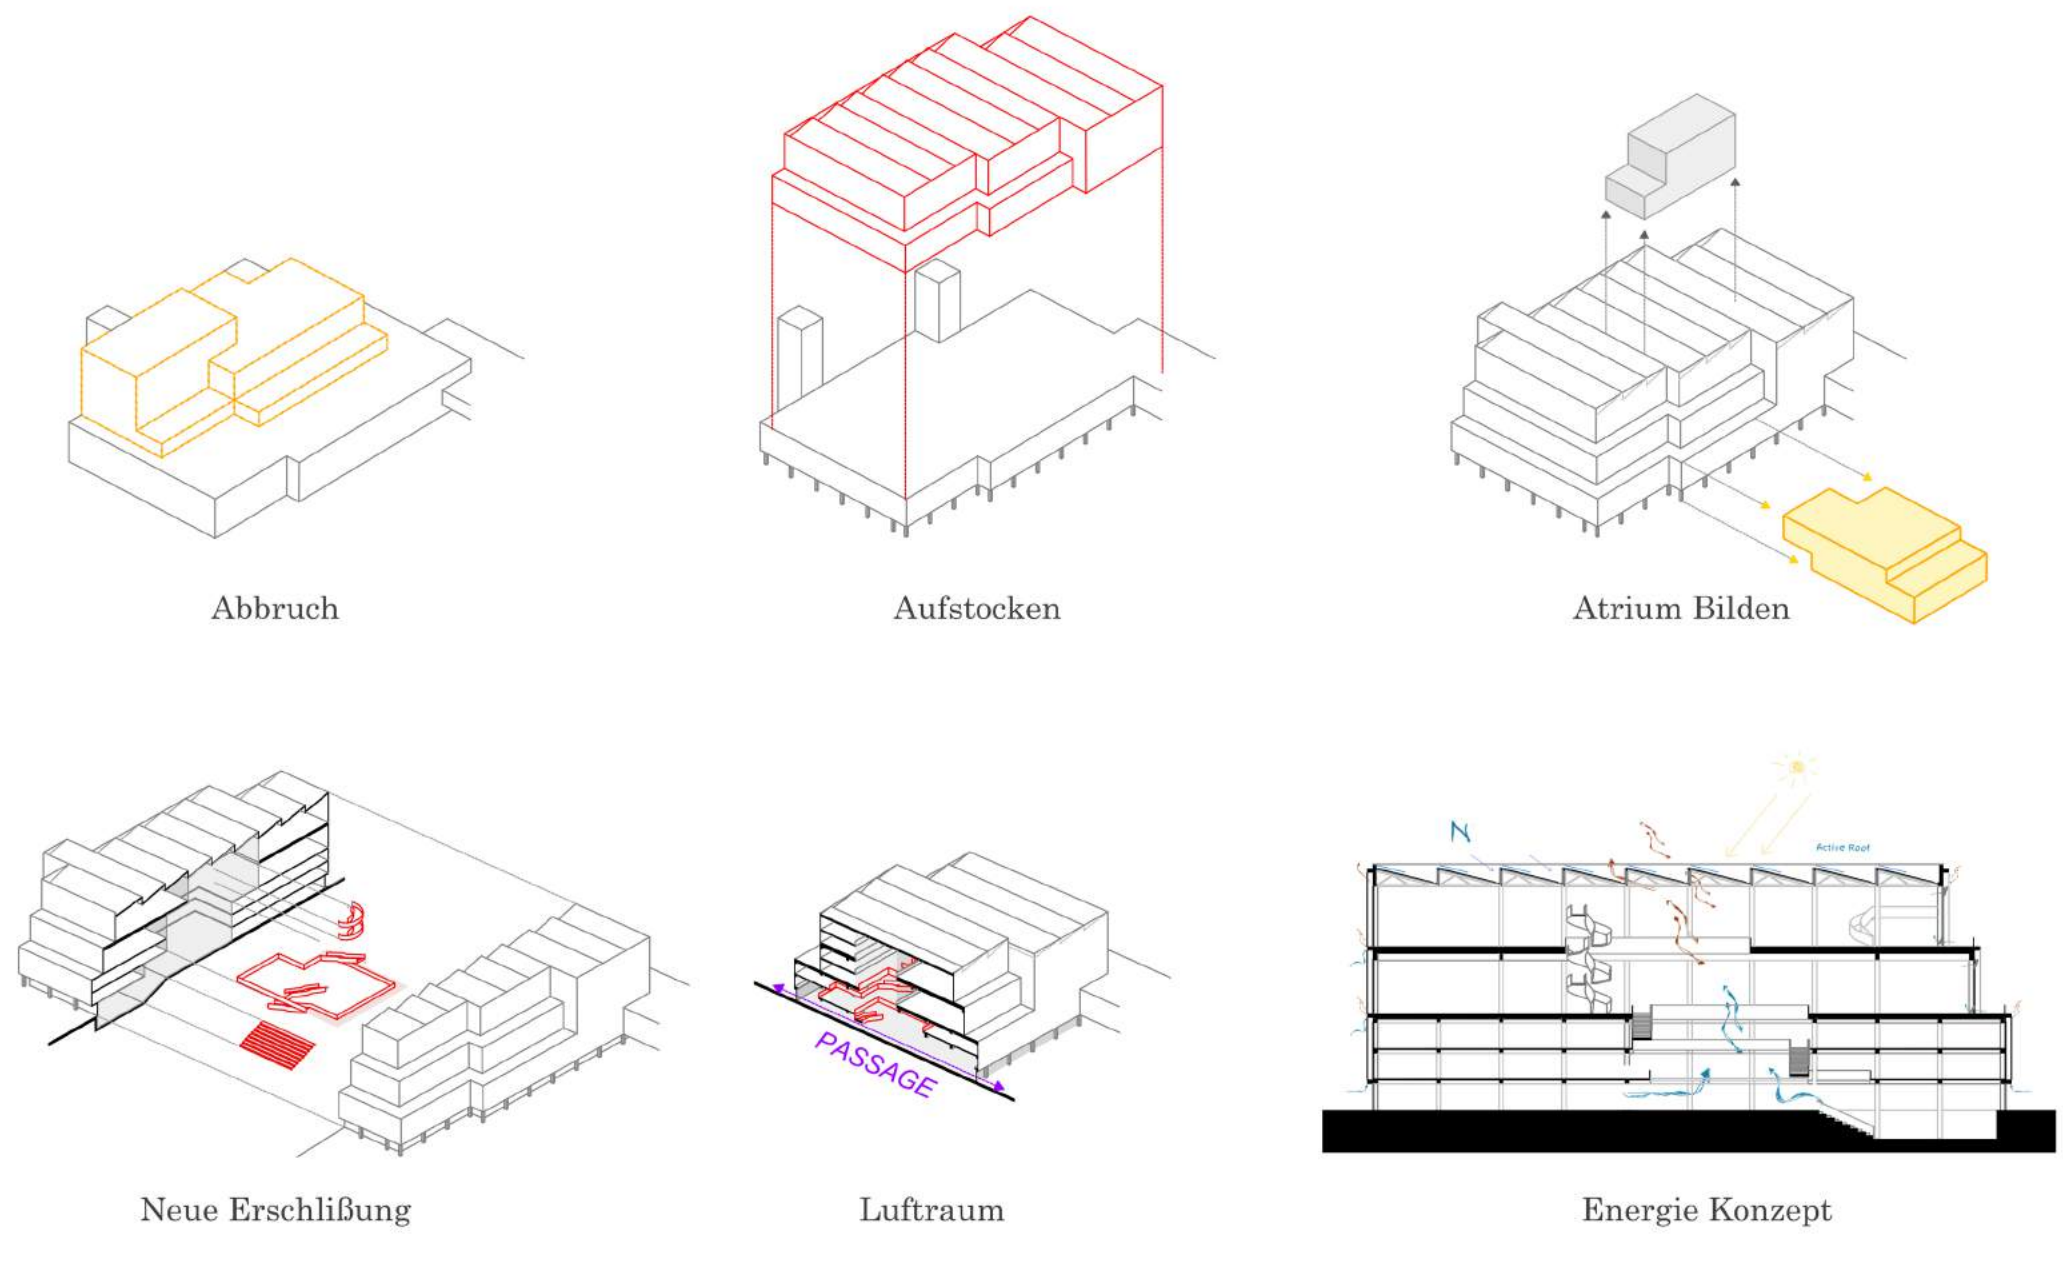 Abbruch
Aufstocken
Atrium Bilden
PASSAGE
N
Active Roof
Neue Erschlißung
Luftraum
Energie Konzept